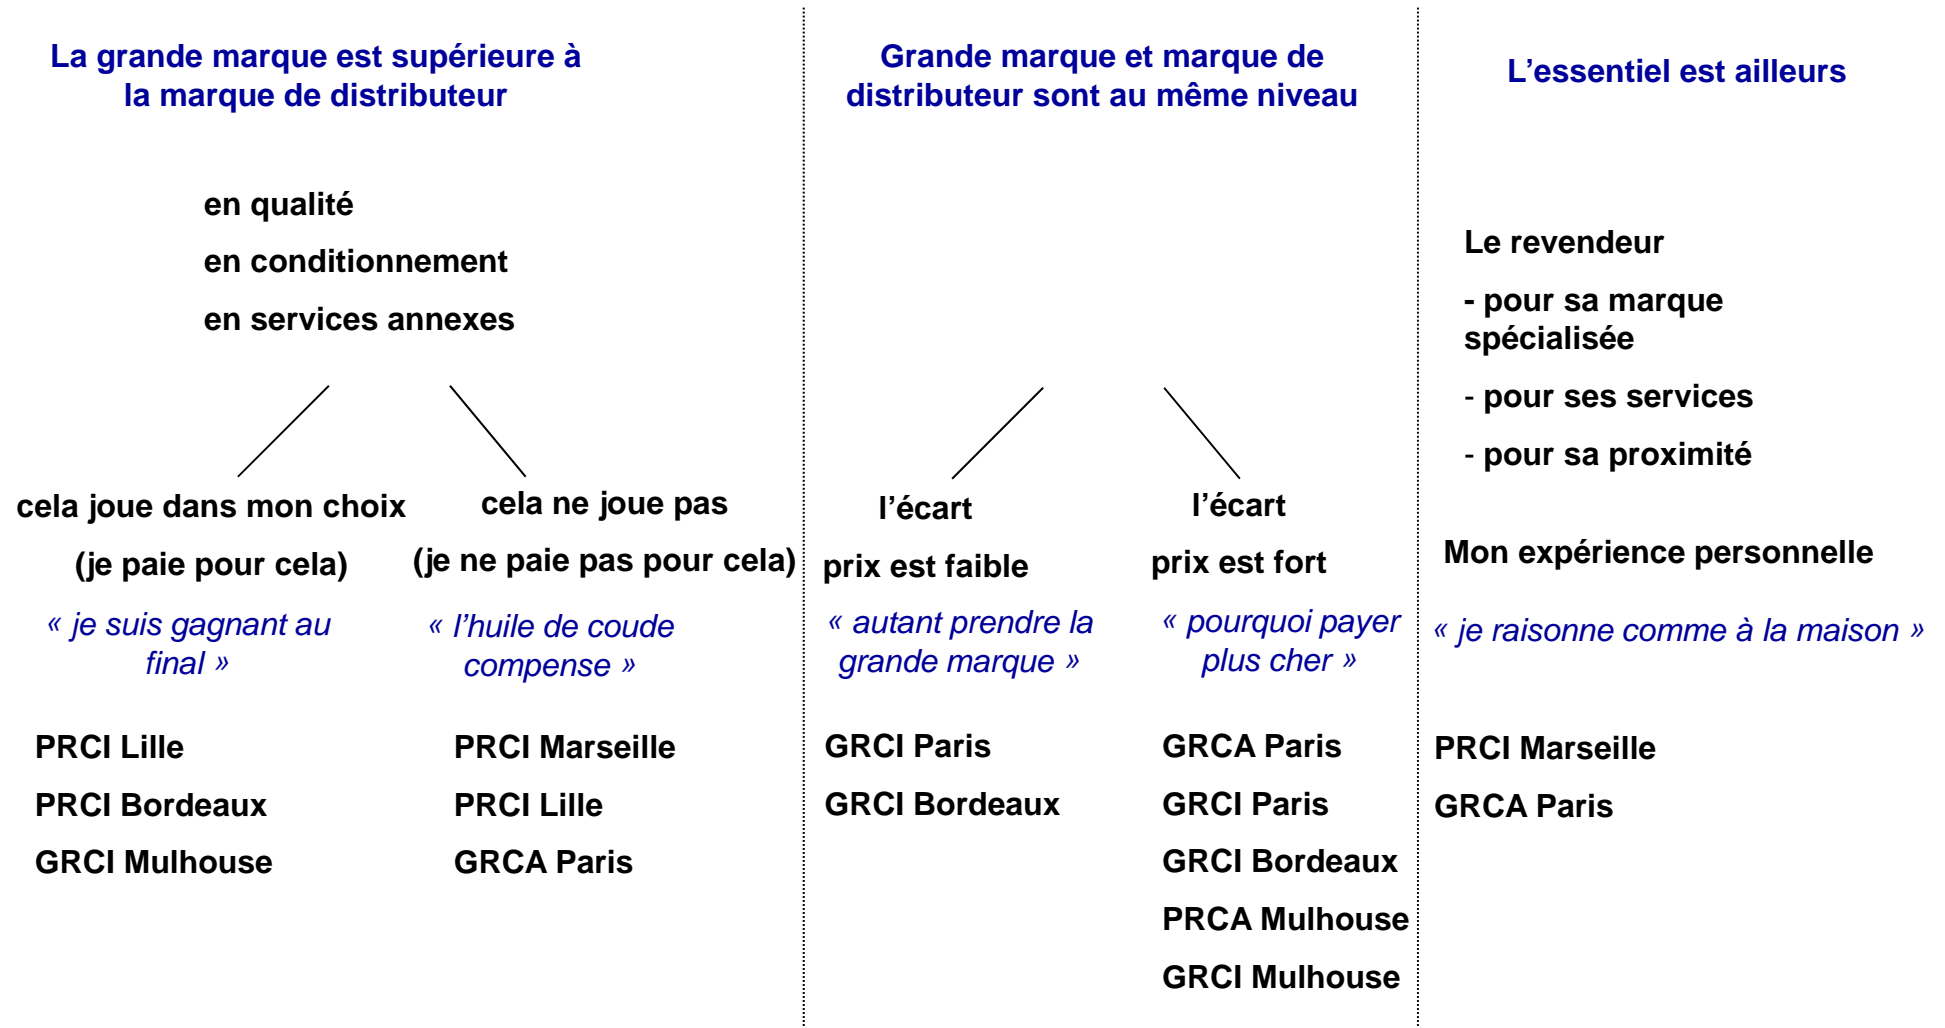 La grande marque est supérieure à
la marque de distributeur
en qualité
en conditionnement
en services annexes
cela joue dans mon choix
(je paie pour cela)
« je suis gagnant au
final »
PRCI Lille
PRCI Bordeaux
GRCI Mulhouse
cela ne joue pas
(je ne paie pas pour cela)
« l’huile de coude
compense »
PRCI Marseille
PRCI Lille
GRCA Paris
Grande marque et marque de
distributeur sont au même niveau
l’écart
prix est faible
« autant prendre la
grande marque »
GRCI Paris
GRCI Bordeaux
l’écart
prix est fort
« pourquoi payer
plus cher »
GRCA Paris
GRCI Paris
GRCI Bordeaux
PRCA Mulhouse
GRCI Mulhouse
L’essentiel est ailleurs
Le revendeur
- pour sa marque
spécialisée
- pour ses services
- pour sa proximité
Mon expérience personnelle
« je raisonne comme à la maison »
PRCI Marseille
GRCA Paris